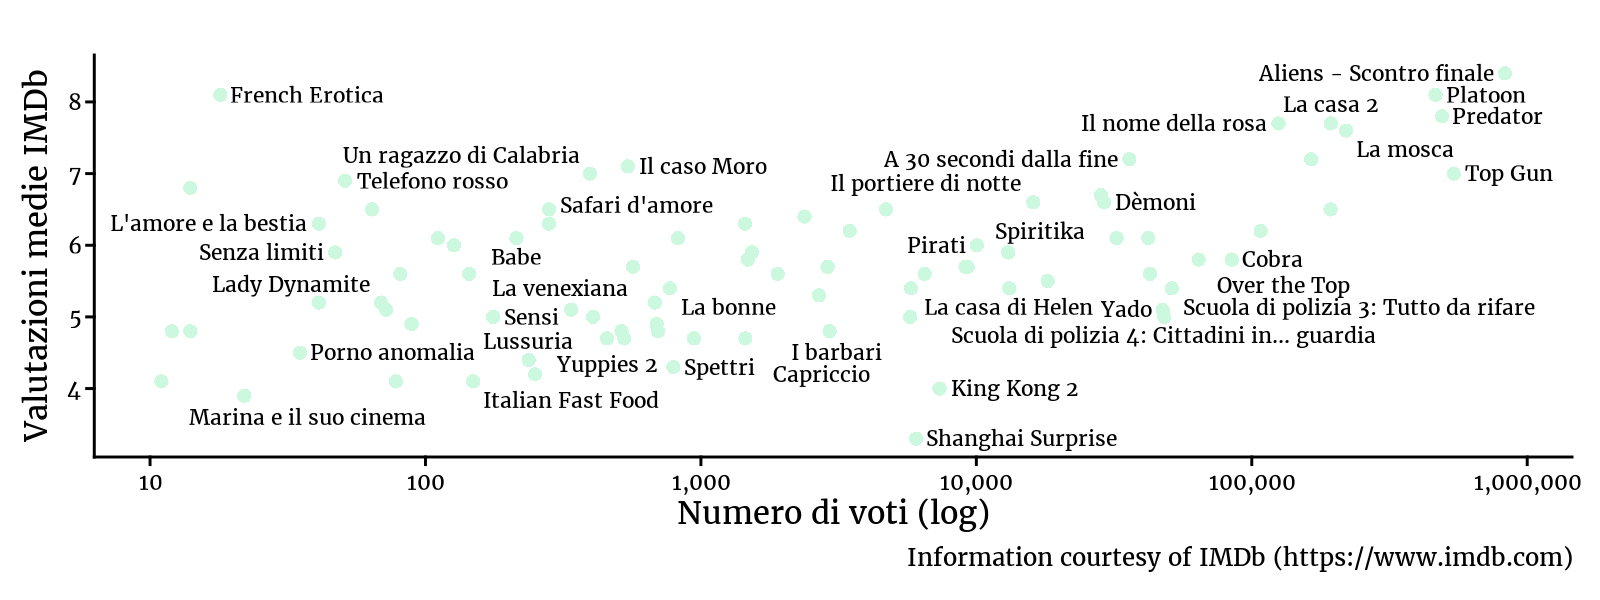 Aliens - Scontro finale
French Erotica
Platoon
La casa 2
Predator
Il nome della rosa
La mosca
Un ragazzo di Calabria
A 30 secondi dalla fine
Il caso Moro
Top Gun
Telefono rosso
Il portiere di notte
Safari d'amore
Dèmoni
L'amore e la bestia
Spiritika
Pirati
Senza limiti
Babe
Cobra
Lady Dynamite
La venexiana
Over the Top
La bonne
La casa di Helen
Yado
Scuola di polizia 3: Tutto da rifare
Sensi
Scuola di polizia 4: Cittadini in... guardia
Lussuria
Porno anomalia
I barbari
Yuppies 2
Spettri
Capriccio
King Kong 2
Italian Fast Food
Marina e il suo cinema
Shanghai Surprise
8
7
6
5
4
Valutazioni medie IMDb
10
100
1,000
10,000
100,000
1,000,000
Numero di voti (log)
Information courtesy of IMDb (https://www.imdb.com)